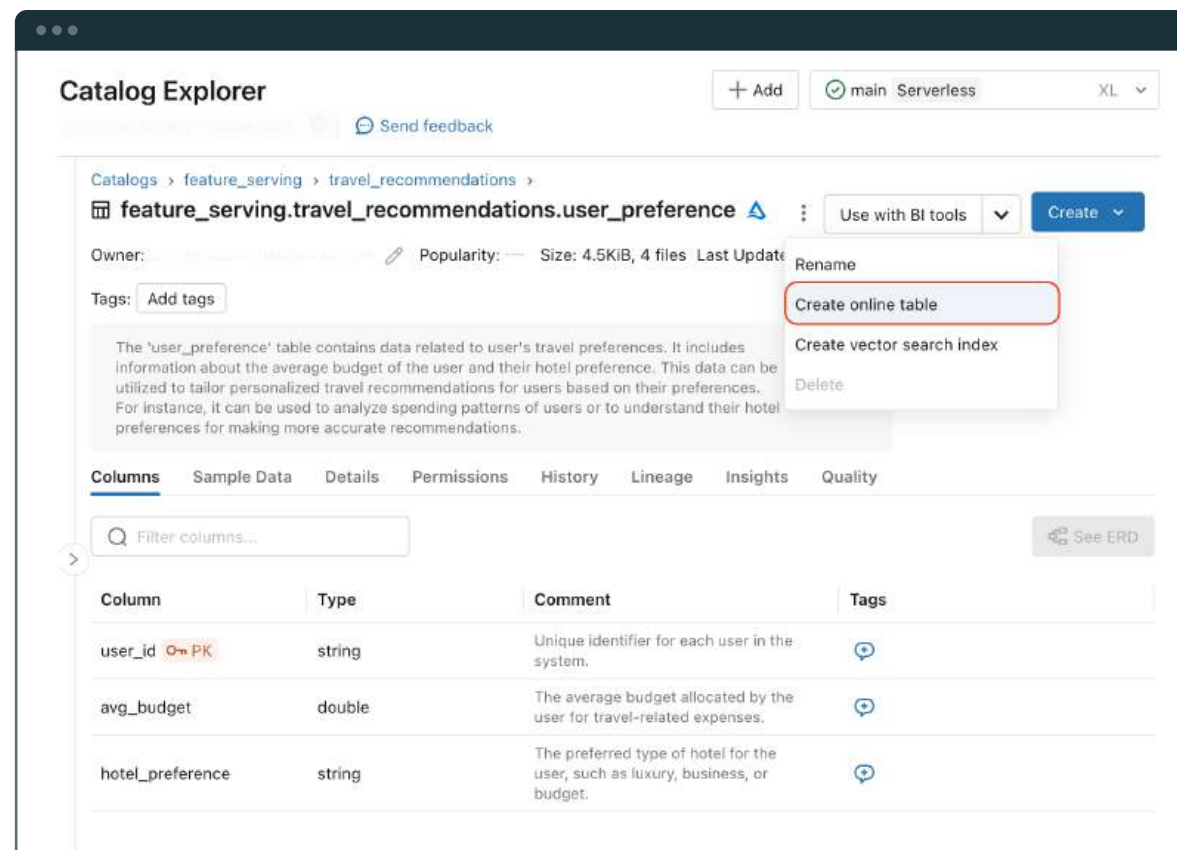 Catalog Explorer
+ Add
main Serverless XL
Send feedback
Catalogs > feature_serving > travel_recommendations >
feature_serving.travel_recommendations.user_preference
Use with BI tools
Create
Owner:
Popularity: — Size: 4.5KiB, 4 files Last Update
Rename
Create online table
Create vector search index
Delete
Tags: Add tags
The 'user_preference' table contains data related to user's travel preferences. It includes
information about the average budget of the user and their hotel preference. This data can be
utilized to tailor personalized travel recommendations for users based on their preferences.
For instance, it can be used to analyze spending patterns of users or to understand their hotel
preferences for making more accurate recommendations.
Columns Sample Data Details Permissions History Lineage Insights Quality
Filter columns...
See ERD
Column Type Comment Tags
user_id PK string Unique identifier for each user in the
system.
avg_budget double The average budget allocated by the
user for travel-related expenses.
hotel_preference string The preferred type of hotel for the
user, such as luxury, business, or
budget.